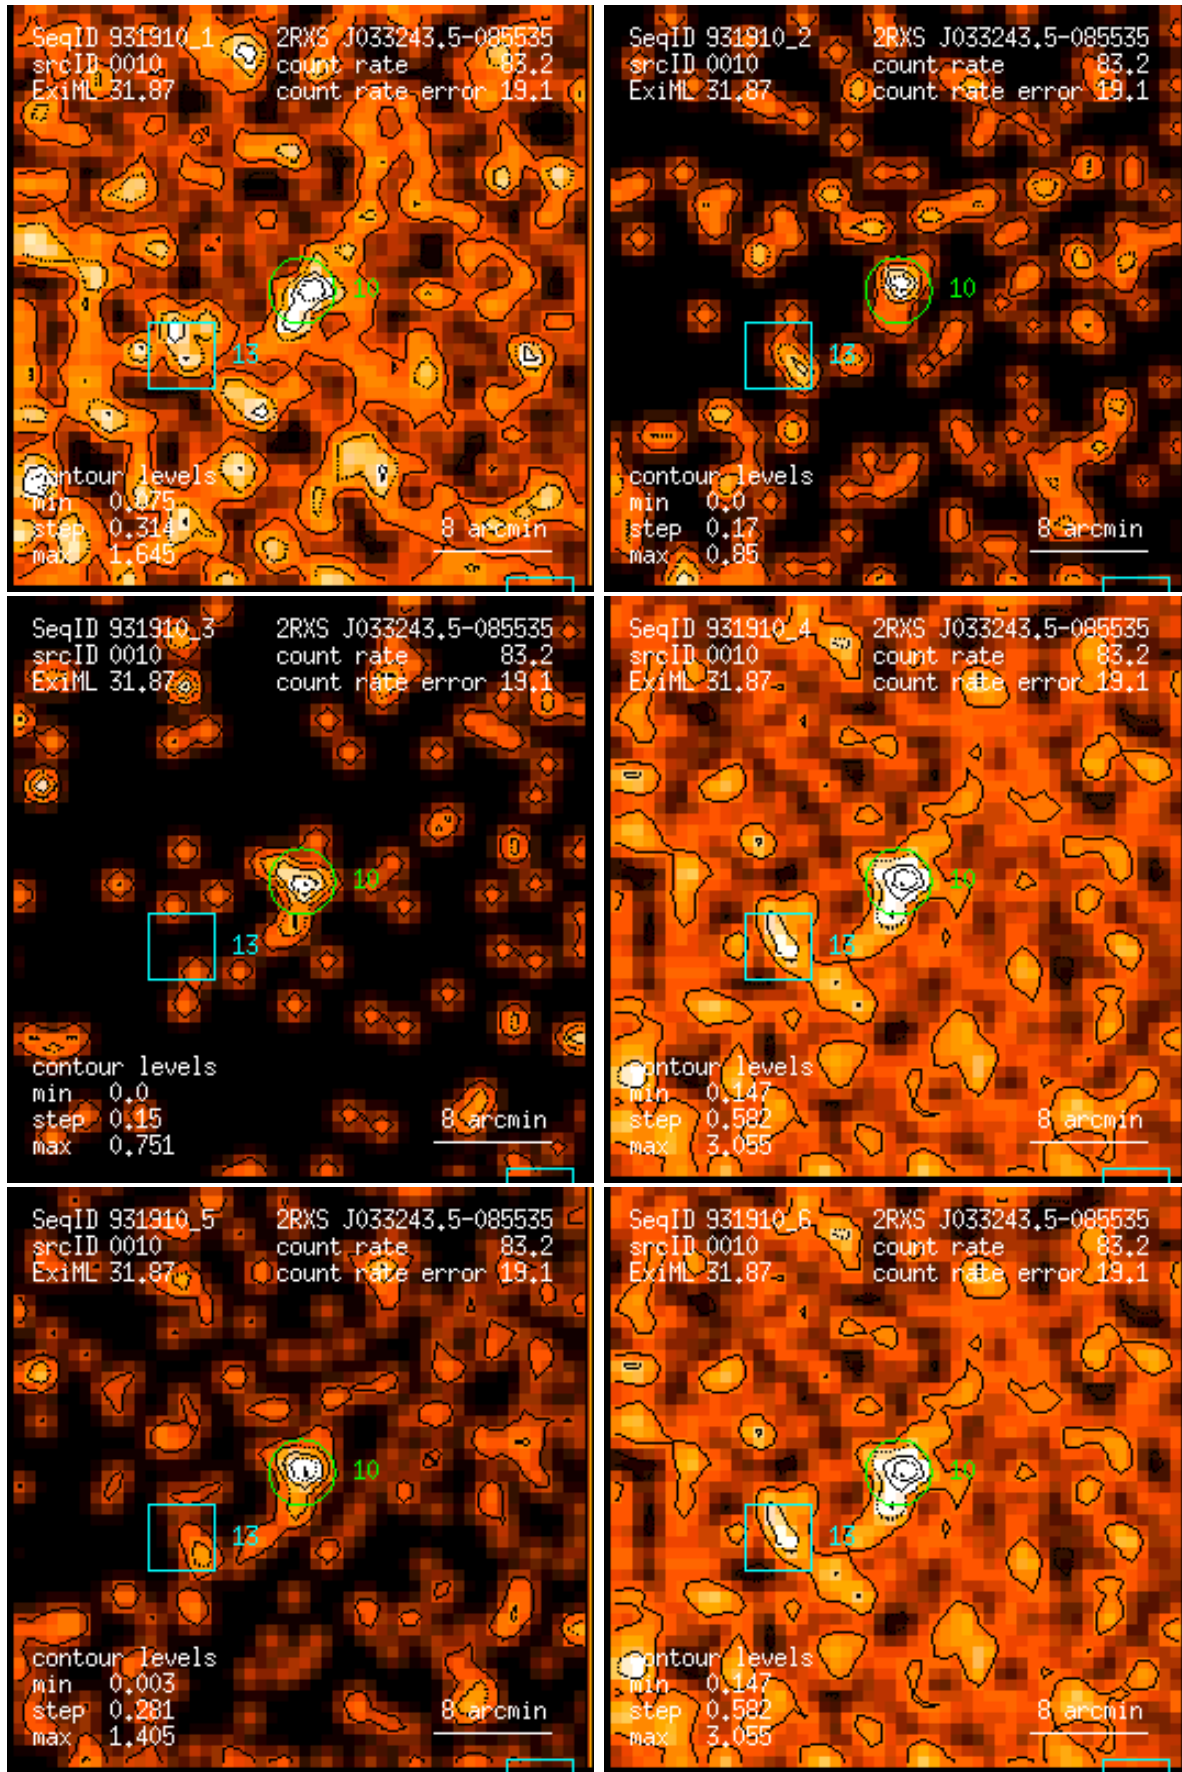 SeqID 931910_1 2RXS J033243.5-085535
srcID 0010 count rate 83.2
ExiML 31.87 count rate error 19.1
10
13
contour levels
min 0.075
step 0.314
max 1.645
8 arcmin
SeqID 931910_2 2RXS J033243.5-085535
srcID 0010 count rate 83.2
ExiML 31.87 count rate error 19.1
10
13
contour levels
min 0.0
step 0.17
max 0.85
8 arcmin
SeqID 931910_3 2RXS J033243.5-085535
srcID 0010 count rate 83.2
ExiML 31.87 count rate error 19.1
10
13
contour levels
min 0.0
step 0.15
max 0.751
8 arcmin
SeqID 931910_4 2RXS J033243.5-085535
srcID 0010 count rate 83.2
ExiML 31.87 count rate error 19.1
10
13
contour levels
min 0.147
step 0.582
max 3.055
8 arcmin
SeqID 931910_5 2RXS J033243.5-085535
srcID 0010 count rate 83.2
ExiML 31.87 count rate error 19.1
10
13
contour levels
min 0.003
step 0.281
max 1.405
8 arcmin
SeqID 931910_6 2RXS J033243.5-085535
srcID 0010 count rate 83.2
ExiML 31.87 count rate error 19.1
10
13
contour levels
min 0.147
step 0.582
max 3.055
8 arcmin